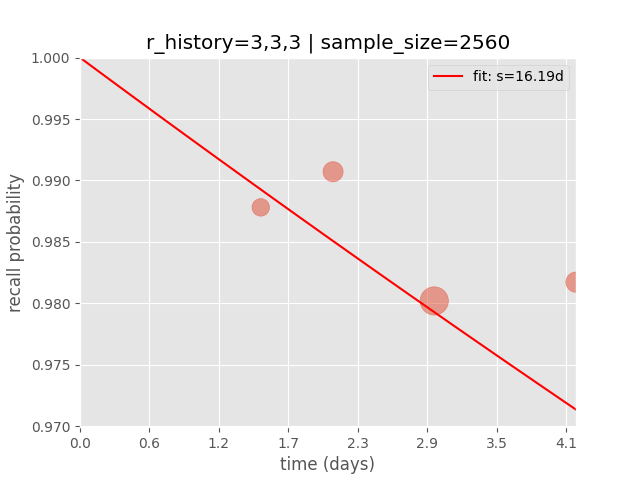 r_history=3,3,3 | sample_size=2560
fit: s=16.19d
1.000
0.995
0.990
0.985
0.980
0.975
0.970
recall probability
0.0 0.6 1.2 1.7 2.3 2.9 3.5 4.1
time (days)